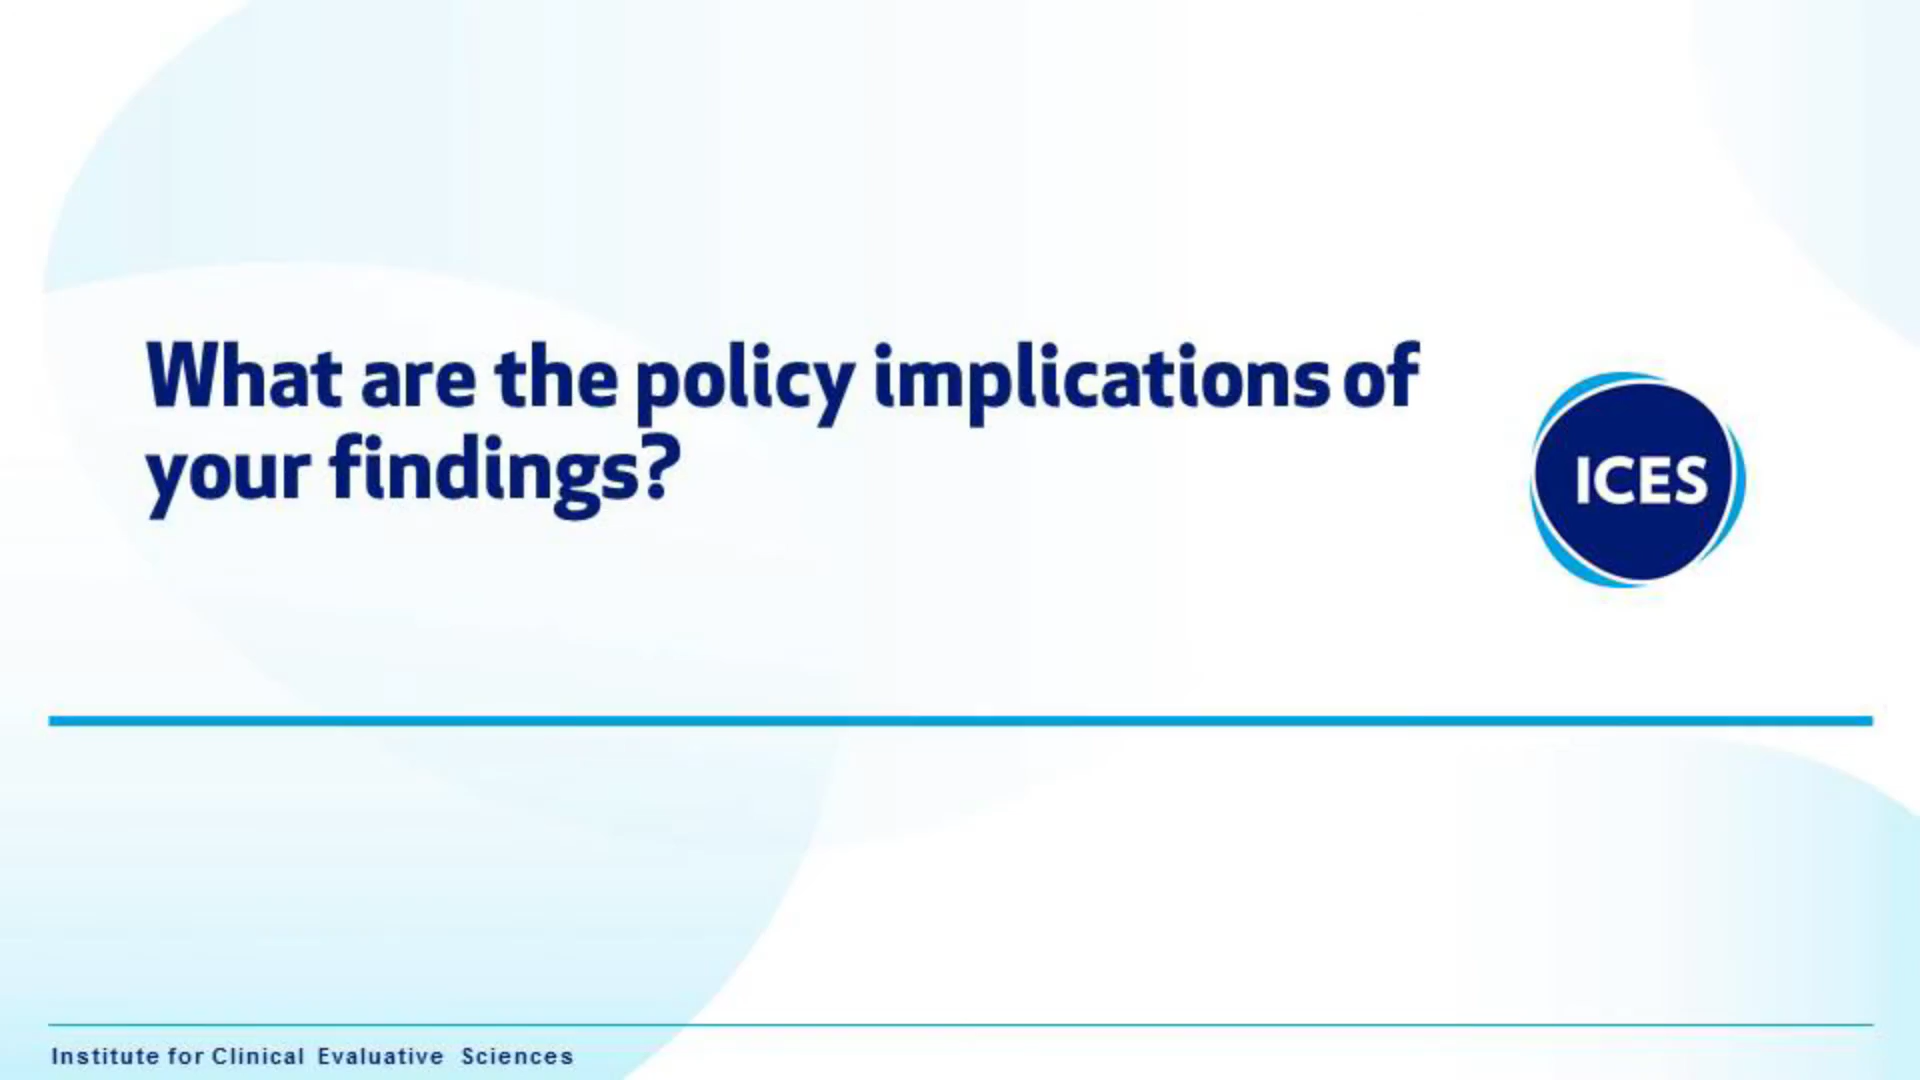 What are the policy implications of
your findings?
ICES
Institute for Clinical Evaluative Sciences